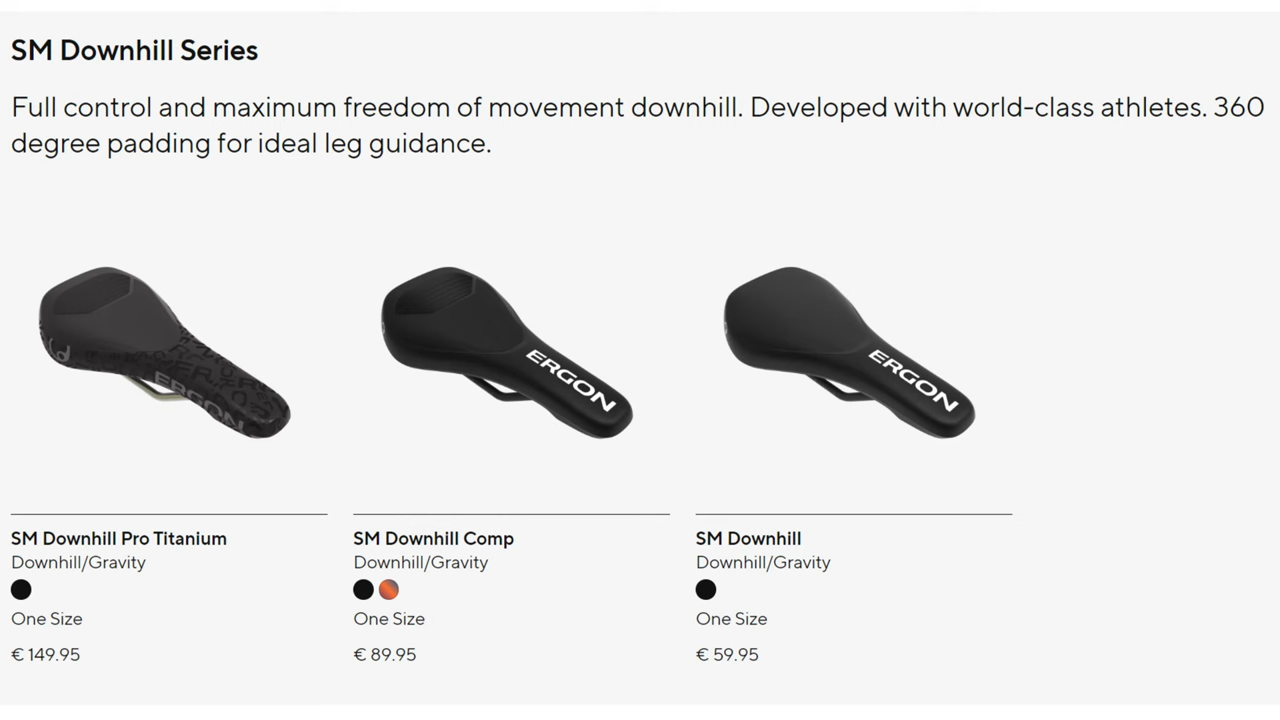 SM Downhill Series
Full control and maximum freedom of movement downhill. Developed with world-class athletes. 360
degree padding for ideal leg guidance.
ERGON
ERGON
ERGON
SM Downhill Pro Titanium
Downhill/Gravity
One Size
€ 149.95
SM Downhill Comp
Downhill/Gravity
One Size
€ 89.95
SM Downhill
Downhill/Gravity
One Size
€ 59.95